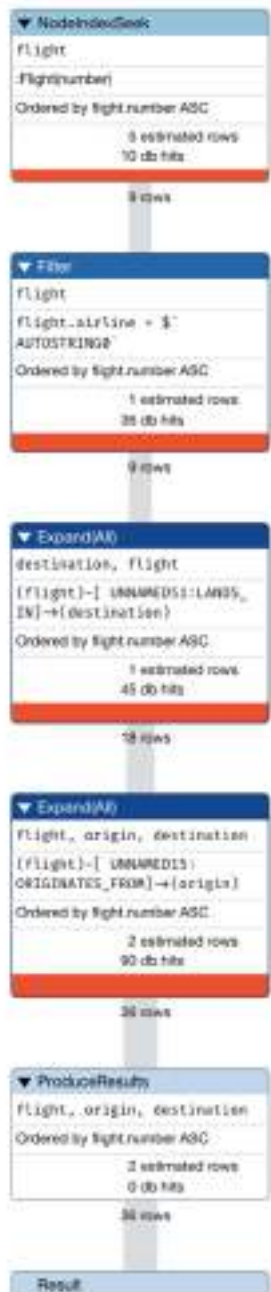 ▼ NodeIndexSeek
flight
:Flight(number)
Ordered by flight.number ASC
estimated rows
10 db hits
9 rows
▼ Filter
flight
flight.airline = $`
AUTOSTRING0`
Ordered by flight.number ASC
1 estimated rows
db hits
9 rows
▼ Expand(All)
destination, flight
(flight)-[ UNNAMED51:LANDS_
IN]→(destination)
Ordered by flight.number ASC
1 estimated rows
45 db hits
18 rows
▼ Expand(All)
flight, origin, destination
(flight)-[ UNNAMED15:
ORIGINATES_FROM]→(origin)
Ordered by flight.number ASC
2 estimated rows
90 db hits
36 rows
▼ ProduceResults
flight, origin, destination
Ordered by flight.number ASC
2 estimated rows
0 db hits
36 rows
Result